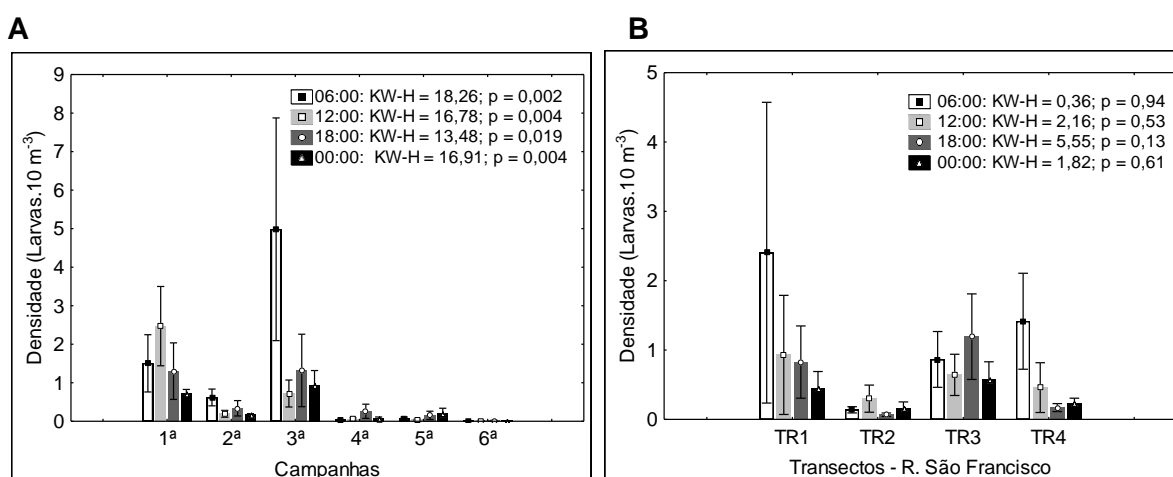 A
Densidade (Larvas.10 m-3)
9
8
7
6
5
4
3
2
1
0
06:00: KW-H = 18,26; p = 0,002
12:00: KW-H = 16,78; p = 0,004
18:00: KW-H = 13,48; p = 0,019
00:00: KW-H = 16,91; p = 0,004
1ª 2ª 3ª 4ª 5ª 6ª
Campanhas
B
Densidade (Larvas.10 m-3)
5
4
3
2
1
0
06:00: KW-H = 0,36; p = 0,94
12:00: KW-H = 2,16; p = 0,53
18:00: KW-H = 5,55; p = 0,13
00:00: KW-H = 1,82; p = 0,61
TR1 TR2 TR3 TR4
Transectos - R. São Francisco